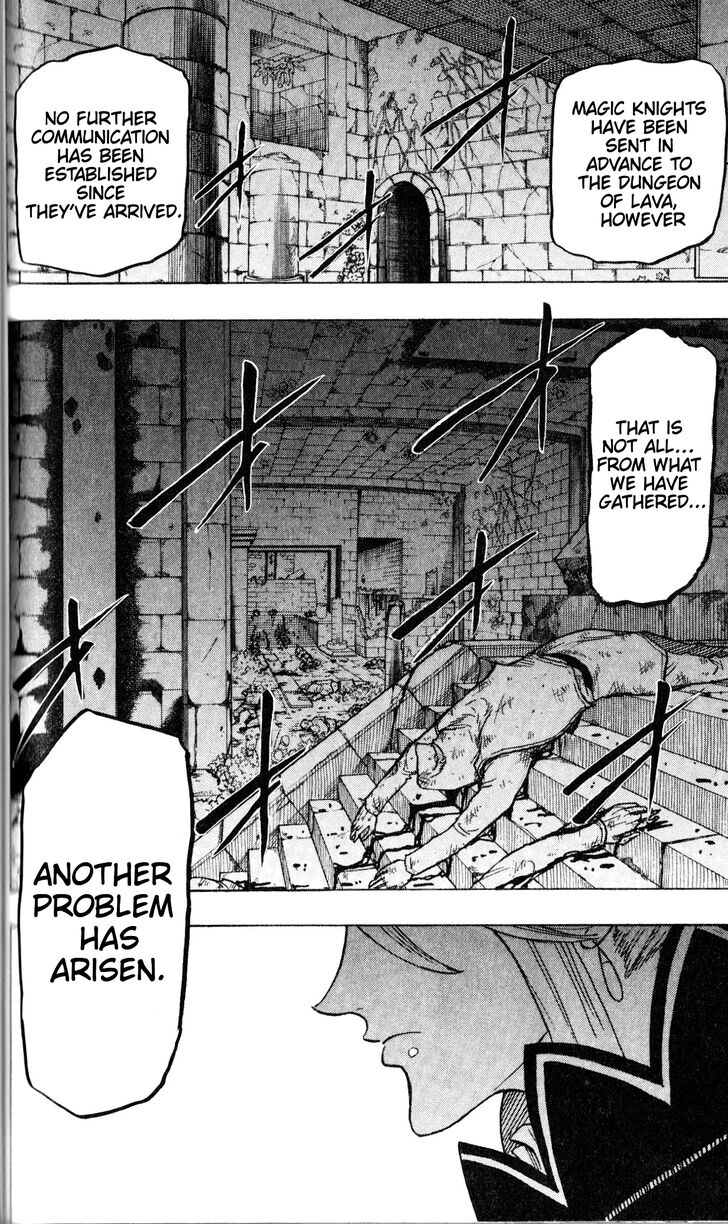 MAGIC KNIGHTS
HAVE BEEN
SENT IN
ADVANCE TO
THE DUNGEON
OF LAVA,
HOWEVER
NO FURTHER
COMMUNICATION
HAS BEEN
ESTABLISHED
SINCE
THEY'VE ARRIVED.
THAT IS
NOT ALL...
FROM WHAT
WE HAVE
GATHERED...
ANOTHER
PROBLEM
HAS
ARISEN.